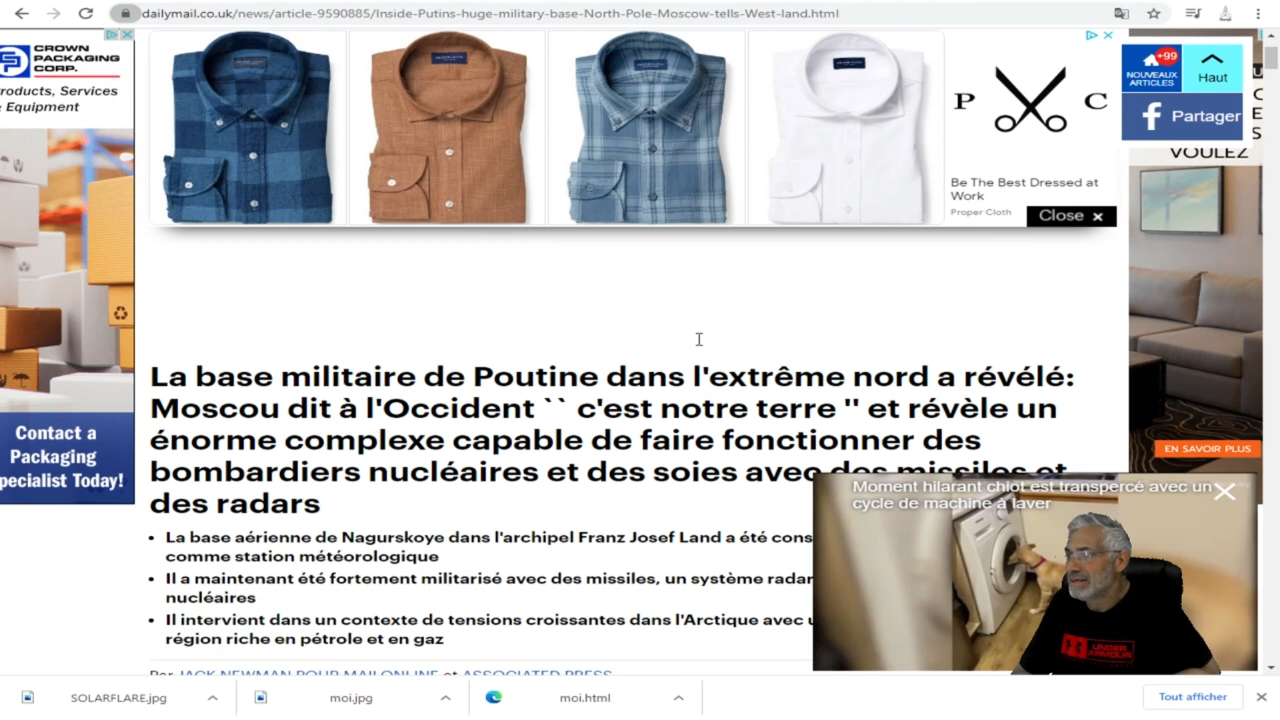 dailymail.co.uk/news/article-9590885/Inside-Putins-huge-military-base-North-Pole-Moscow-tells-West-land.html
CROWN
PACKAGING
CORP.
roducts, Services
Equipment
Contact a
Packaging
pecialist Today!
P C
Be The Best Dressed at
Work
Proper Cloth
Close ×
+99
NOUVEAUX
ARTICLES
Haut
Partager
VOULEZ
EN SAVOIR PLUS
La base militaire de Poutine dans l'extrême nord a révélé:
Moscou dit à l'Occident `` c'est notre terre '' et révèle un
énorme complexe capable de faire fonctionner des
bombardiers nucléaires et des soies avec des missiles et
des radars
• La base aérienne de Nagurskoye dans l'archipel Franz Josef Land a été cons
comme station météorologique
• Il a maintenant été fortement militarisé avec des missiles, un système radar
nucléaires
• Il intervient dans un contexte de tensions croissantes dans l'Arctique avec
région riche en pétrole et en gaz
Par JACK NEWMAN POUR MAILONLINE et ASSOCIATED PRESS
Moment hilarant chiot est transpercé avec un
cycle de machine à laver
UNDER
ARMOUR
SOLARFLARE.jpg
moi.jpg
moi.html
Tout afficher